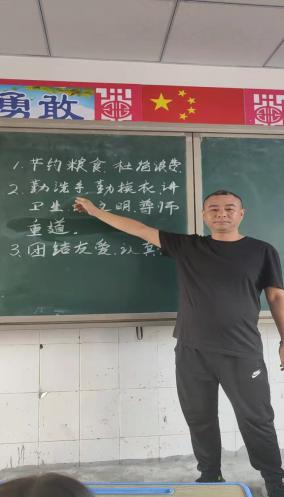 勇敢
1. 节约粮食. 杜绝浪费.
2. 勤洗手, 勤换衣. 讲
卫生 文明. 尊师
重道。
3. 团结友爱. 认真